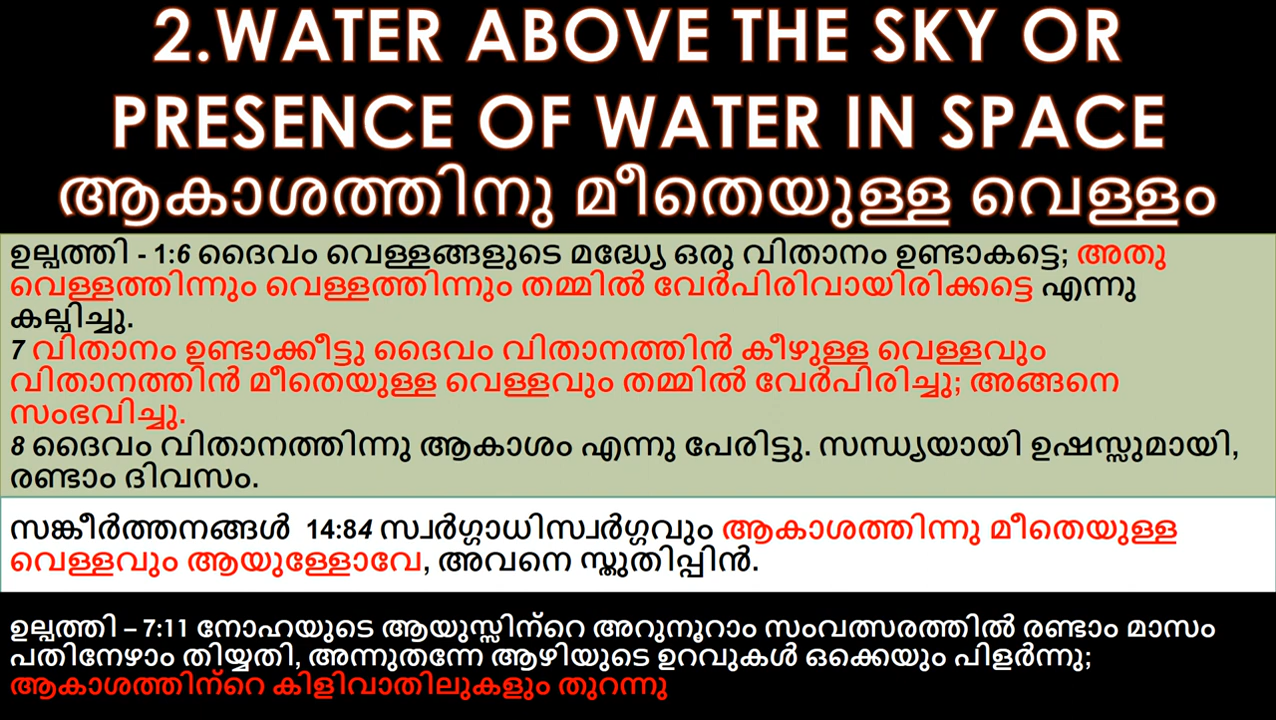 2.WATER ABOVE THE SKY OR
PRESENCE OF WATER IN SPACE
ആകാശത്തിനു മീതെയുള്ള വെള്ളം
ഉല്പത്തി - 1:6 ദൈവം വെള്ളങ്ങളുടെ മദ്ധ്യേ ഒരു വിതാനം ഉണ്ടാകട്ടെ; അതു
വെള്ളത്തിന്നും വെള്ളത്തിന്നും തമ്മിൽ വേർപിരിവായിരിക്കട്ടെ എന്നു
കല്പിച്ചു.
7 വിതാനം ഉണ്ടാക്കീട്ടു ദൈവം വിതാനത്തിൻ കീഴുള്ള വെള്ളവും
വിതാനത്തിൻ മീതെയുള്ള വെള്ളവും തമ്മിൽ വേർപിരിച്ചു; അങ്ങനെ
സംഭവിച്ചു.
8 ദൈവം വിതാനത്തിന്നു ആകാശം എന്നു പേരിട്ടു. സന്ധ്യയായി ഉഷസ്സുമായി,
രണ്ടാം ദിവസം.
സങ്കീർത്തനങ്ങൾ 14:84 സ്വർഗ്ഗാധിസ്വർഗ്ഗവും ആകാശത്തിന്നു മീതെയുള്ള
വെള്ളവും ആയുള്ളോവേ, അവനെ സ്തുതിപ്പിൻ.
ഉല്പത്തി – 7:11 നോഹയുടെ ആയുസ്സിന്റെ അറുനൂറാം സംവത്സരത്തിൽ രണ്ടാം മാസം
പതിനേഴാം തിയ്യതി, അന്നുതന്നേ ആഴിയുടെ ഉറവുകൾ ഒക്കെയും പിളർന്നു;
ആകാശത്തിന്റെ കിളിവാതിലുകളും തുറന്നു